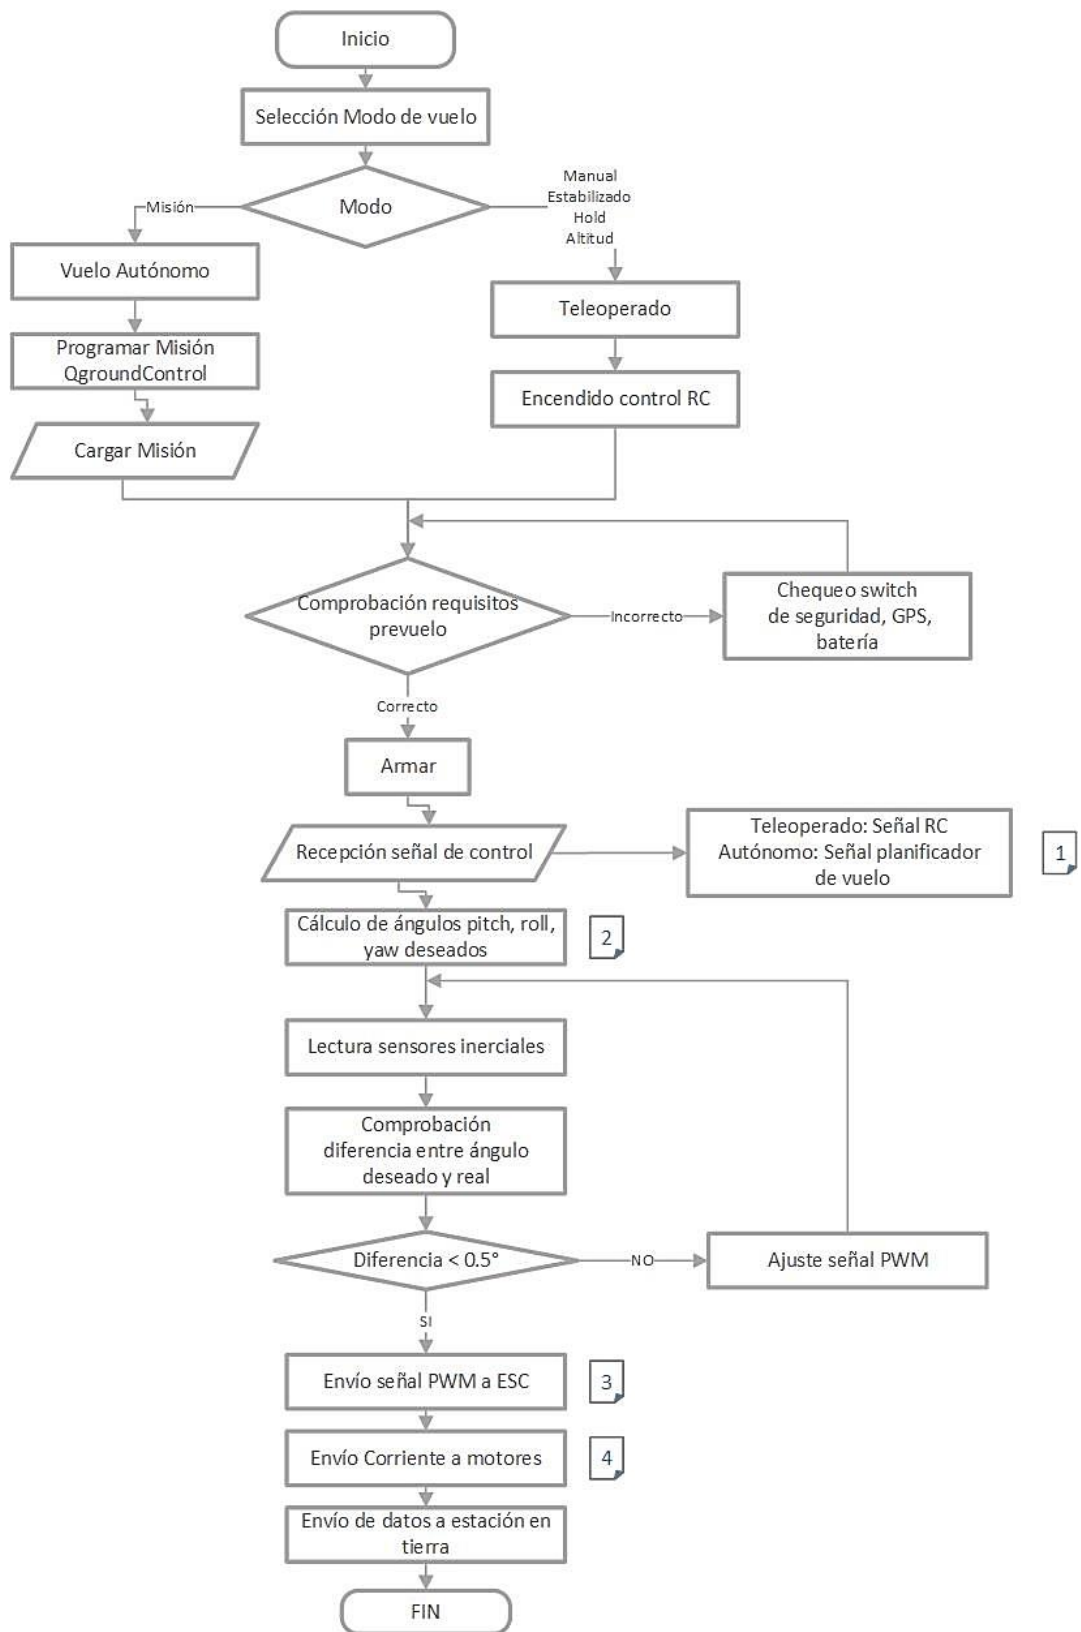 Inicio
Selección Modo de vuelo
Modo
Misión
Manual
Estabilizado
Hold
Altitud
Vuelo Autónomo
Programar Misión
QgroundControl
Cargar Misión
Teleoperado
Encendido control RC
Comprobación requisitos
prevuelo
Incorrecto
Chequeo switch
de seguridad, GPS,
batería
Correcto
Armar
Recepción señal de control
Teleoperado: Señal RC
Autónomo: Señal planificador
de vuelo
1
Cálculo de ángulos pitch, roll,
yaw deseados
2
Lectura sensores inerciales
Comprobación
diferencia entre ángulo
deseado y real
Diferencia < 0.5°
NO
Ajuste señal PWM
SI
Envío señal PWM a ESC
3
Envío Corriente a motores
4
Envío de datos a estación en
tierra
FIN